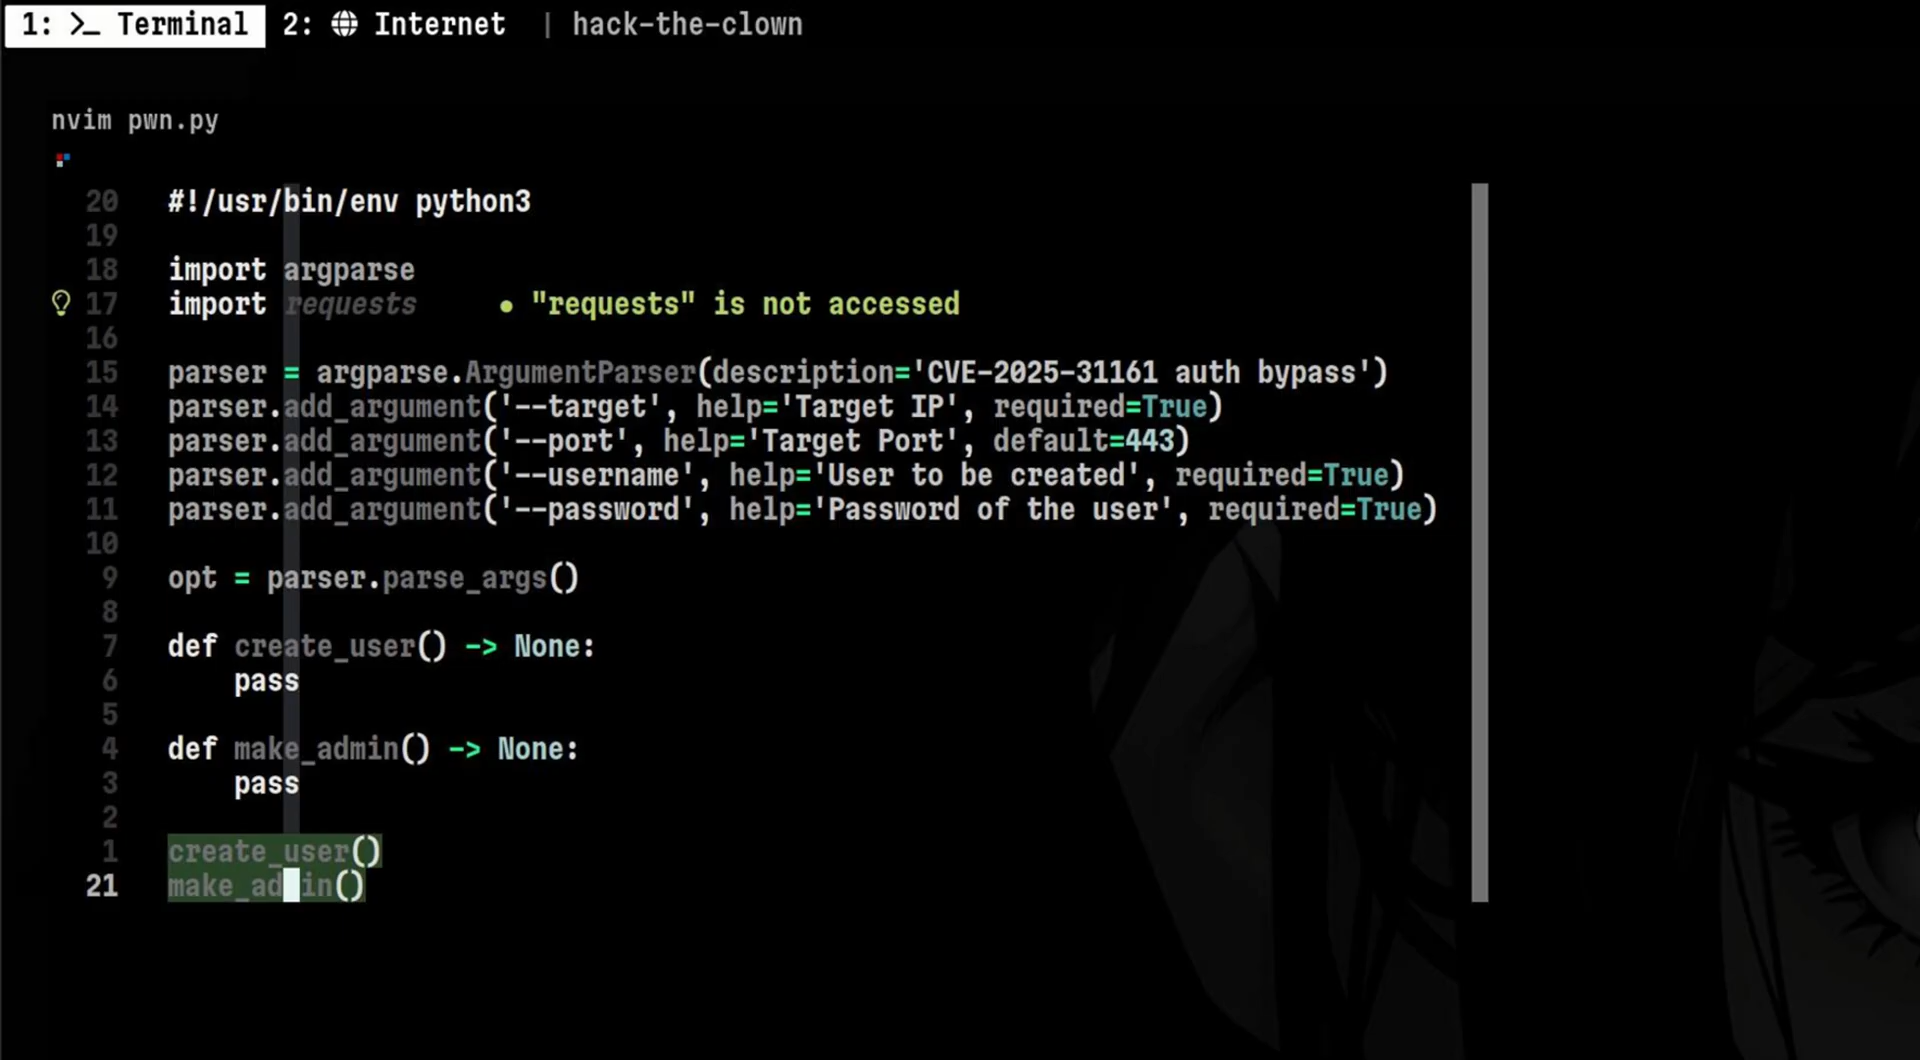 1: >_ Terminal 2: Internet | hack-the-clown
nvim pwn.py
20 #!/usr/bin/env python3
19
18 import argparse
17 import requests ● "requests" is not accessed
16
15 parser = argparse.ArgumentParser(description='CVE-2025-31161 auth bypass')
14 parser.add_argument('--target', help='Target IP', required=True)
13 parser.add_argument('--port', help='Target Port', default=443)
12 parser.add_argument('--username', help='User to be created', required=True)
11 parser.add_argument('--password', help='Password of the user', required=True)
10
9 opt = parser.parse_args()
8
7 def create_user() -> None:
6     pass
5
4 def make_admin() -> None:
3     pass
2
1 create_user()
21 make_admin()